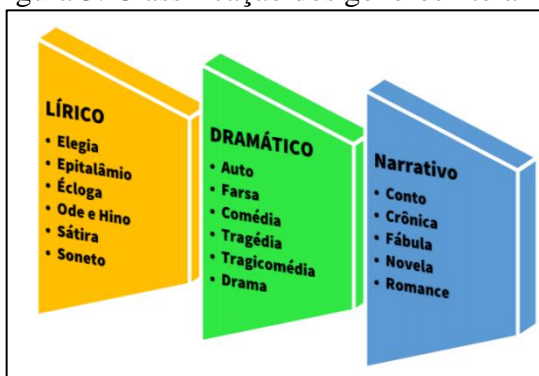 LÍRICO
• Elegia
• Epitalâmio
• Écloga
• Ode e Hino
• Sátira
• Soneto
DRAMÁTICO
• Auto
• Farsa
• Comédia
• Tragédia
• Tragicomédia
• Drama
Narrativo
• Conto
• Crônica
• Fábula
• Novela
• Romance